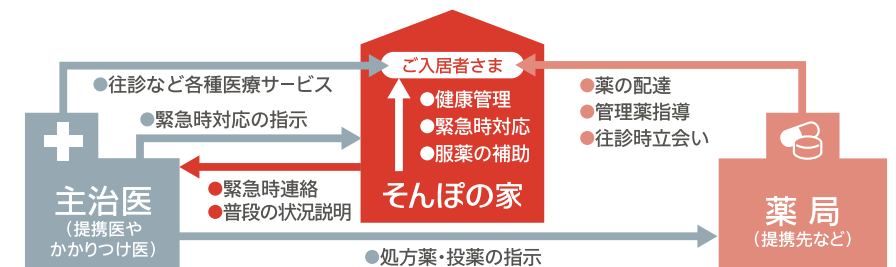 ご入居者さま
●往診など各種医療サービス
●緊急時対応の指示
●健康管理
●緊急時対応
●服薬の補助
そんぽの家
●薬の配達
●管理薬指導
●往診時立会い
主治医
（提携医や
かかりつけ医）
●緊急時連絡
●普段の状況説明
薬局
（提携先など）
●処方薬・投薬の指示